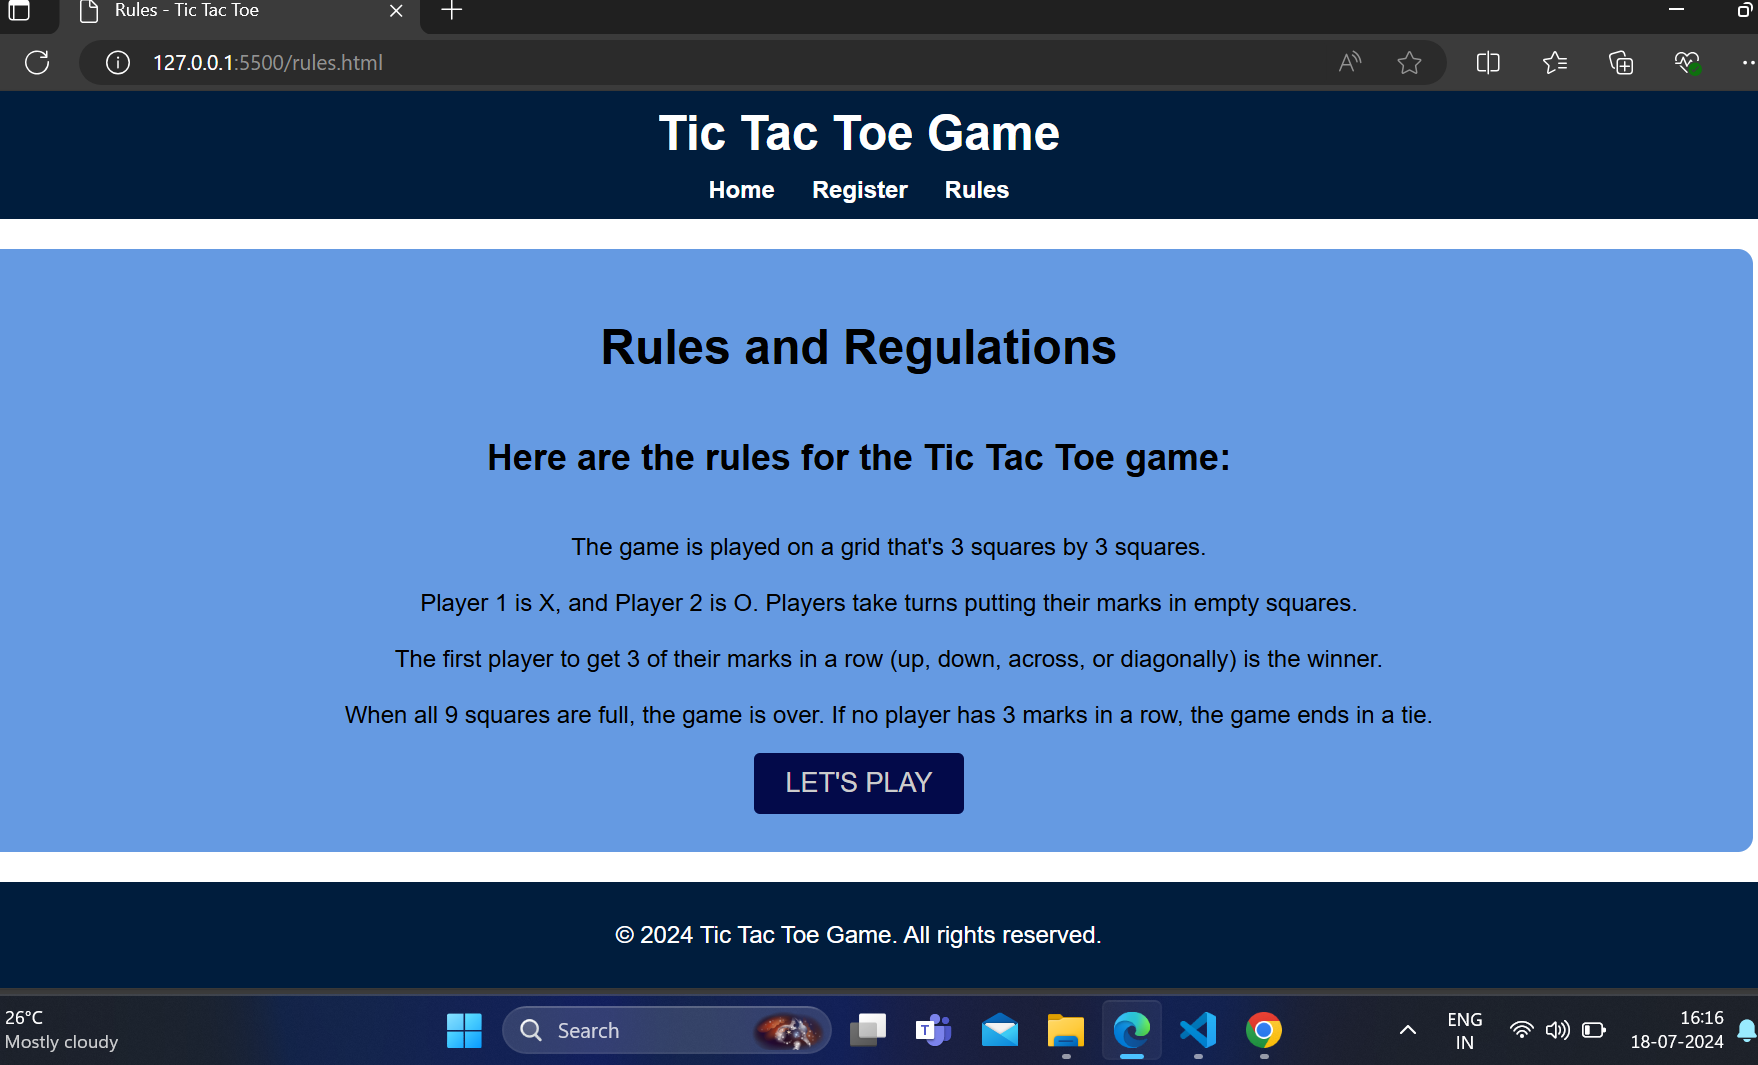 Rules - Tic Tac Toe
127.0.0.1:5500/rules.html
Tic Tac Toe Game
Home Register Rules
Rules and Regulations
Here are the rules for the Tic Tac Toe game:
The game is played on a grid that's 3 squares by 3 squares.
Player 1 is X, and Player 2 is O. Players take turns putting their marks in empty squares.
The first player to get 3 of their marks in a row (up, down, across, or diagonally) is the winner.
When all 9 squares are full, the game is over. If no player has 3 marks in a row, the game ends in a tie.
LET'S PLAY
© 2024 Tic Tac Toe Game. All rights reserved.
26°C
Mostly cloudy
Search
ENG
IN
16:16
18-07-2024